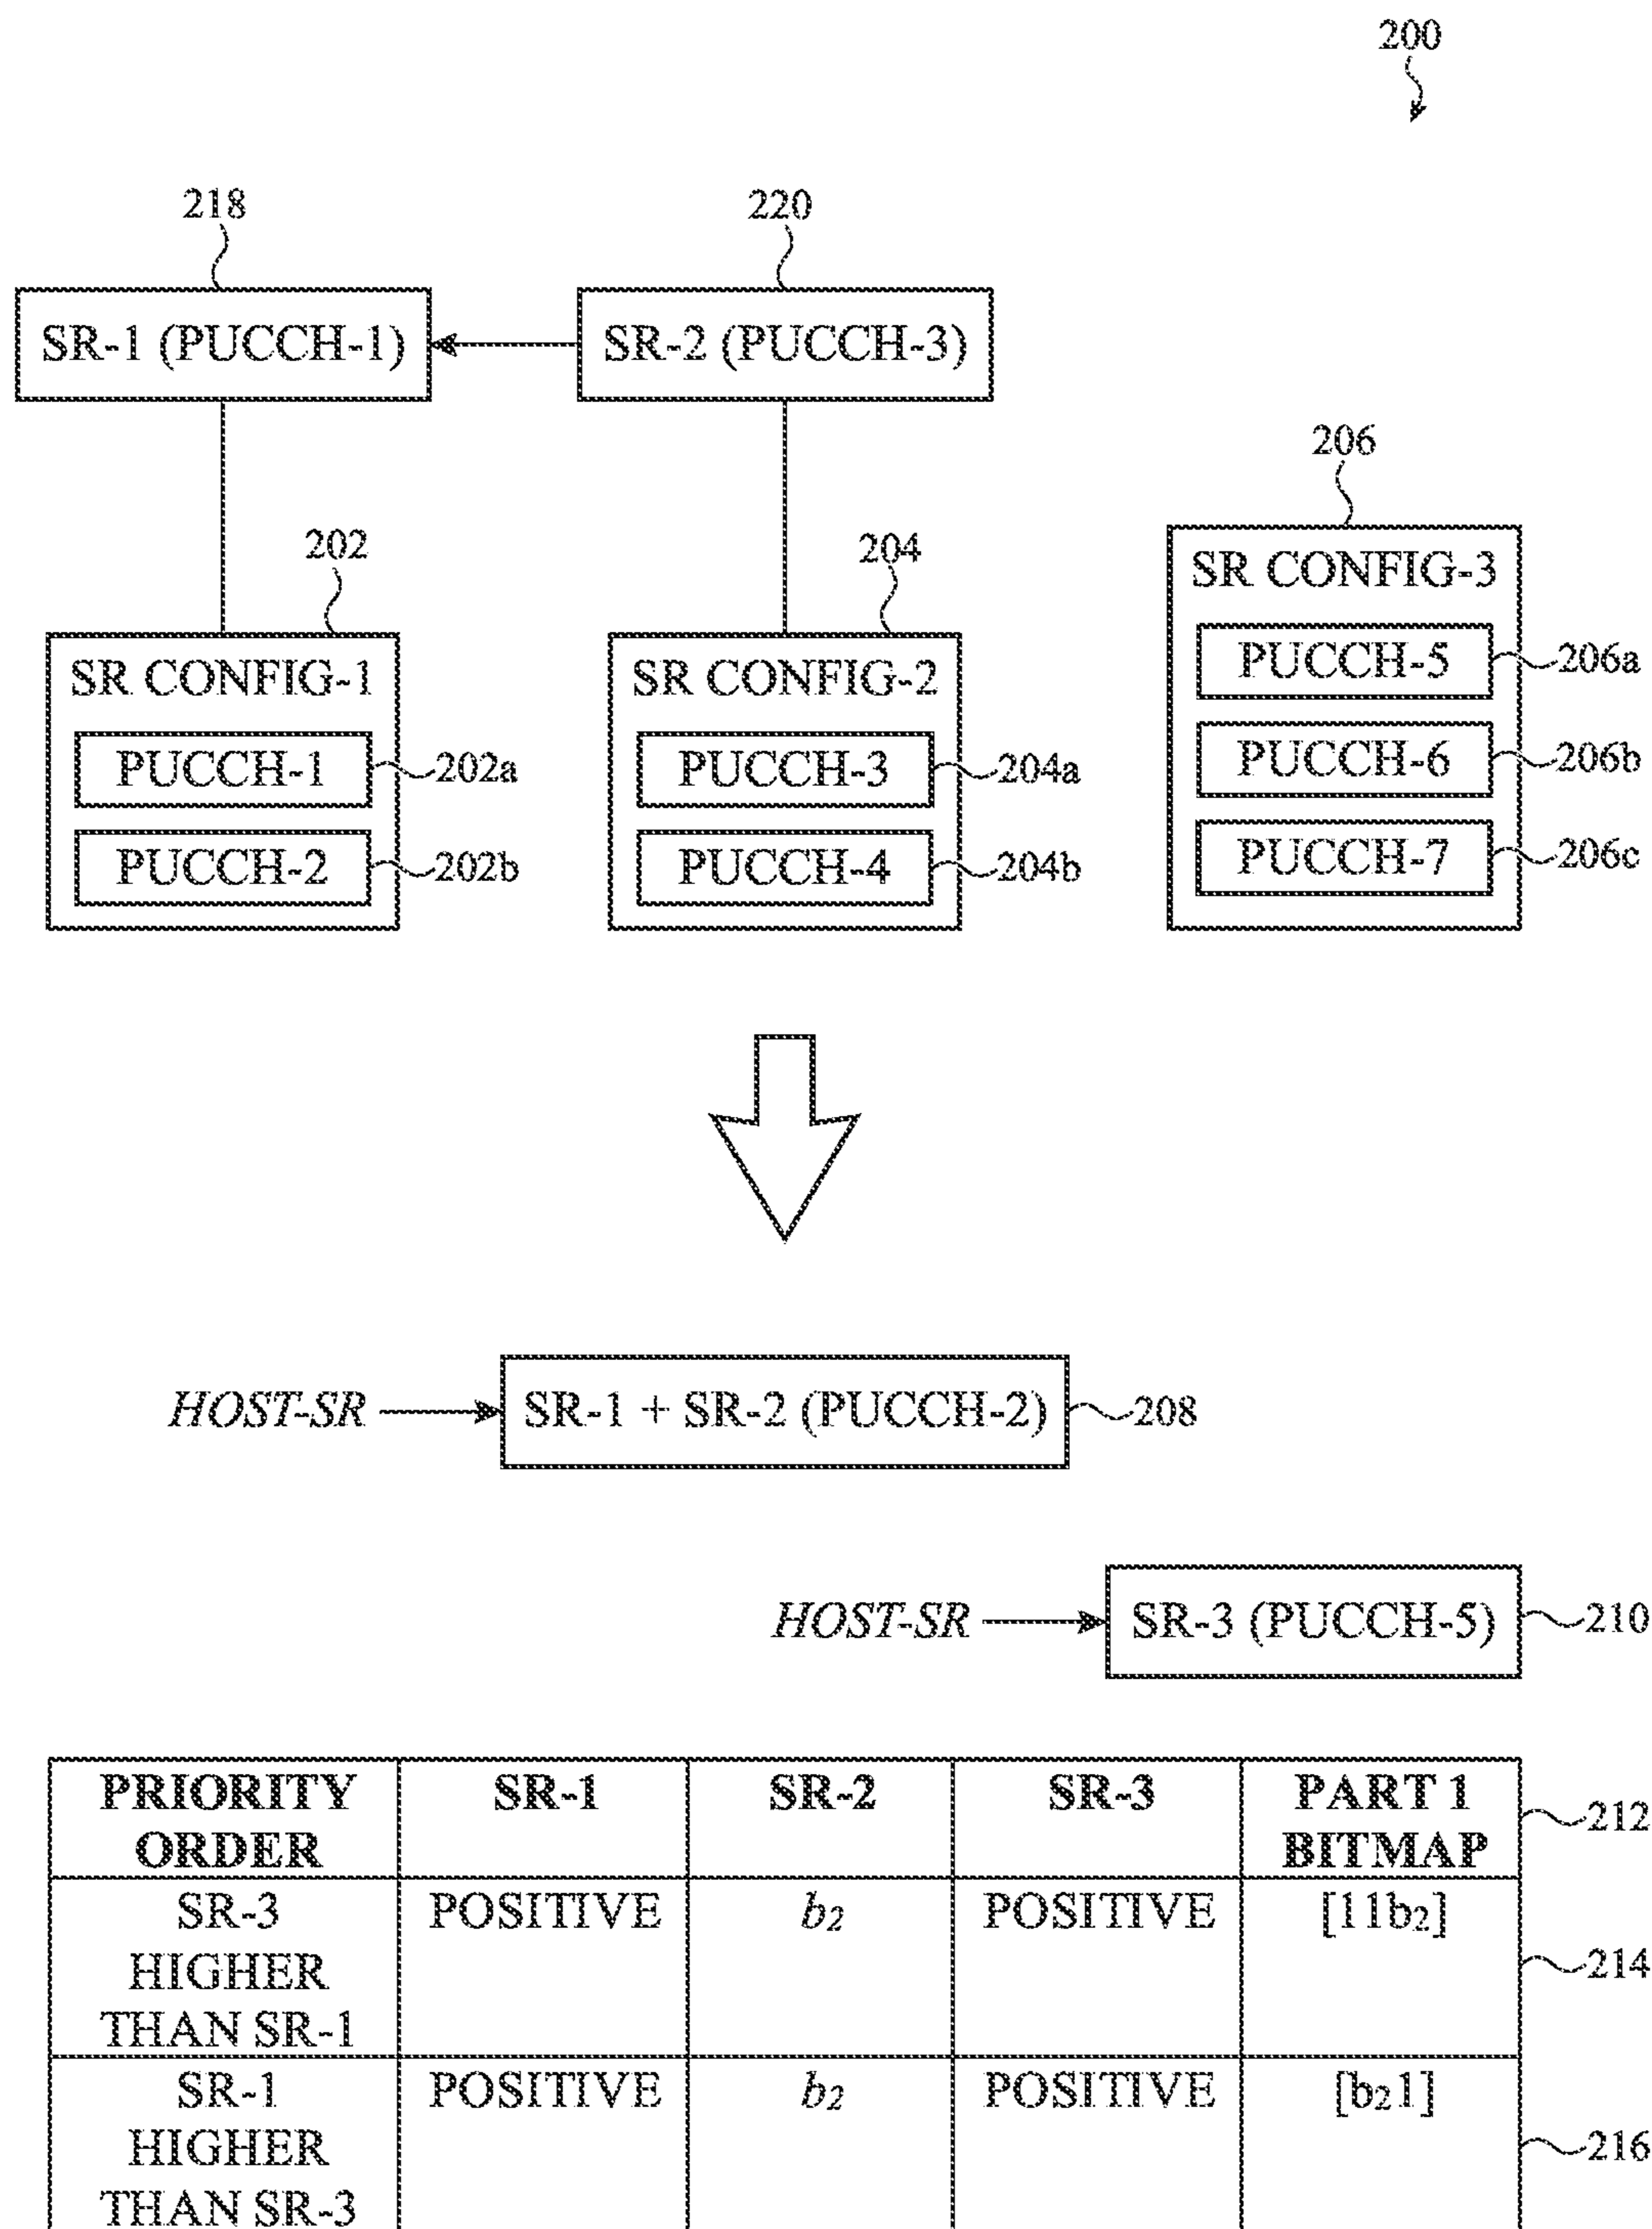 200
218
220
SR-1 (PUCCH-1)
SR-2 (PUCCH-3)
206
202
204
SR CONFIG-3
PUCCH-5
206a
PUCCH-6
206b
PUCCH-7
206c
SR CONFIG-1
PUCCH-1
202a
PUCCH-2
202b
SR CONFIG-2
PUCCH-3
204a
PUCCH-4
204b
HOST-SR
SR-1 + SR-2 (PUCCH-2)
208
HOST-SR
SR-3 (PUCCH-5)
210
PRIORITY
ORDER
SR-1
SR-2
SR-3
PART 1
BITMAP
212
SR-3
HIGHER
THAN SR-1
POSITIVE
b₂
POSITIVE
[11b₂]
214
SR-1
HIGHER
THAN SR-3
POSITIVE
b₂
POSITIVE
[b₂1]
216